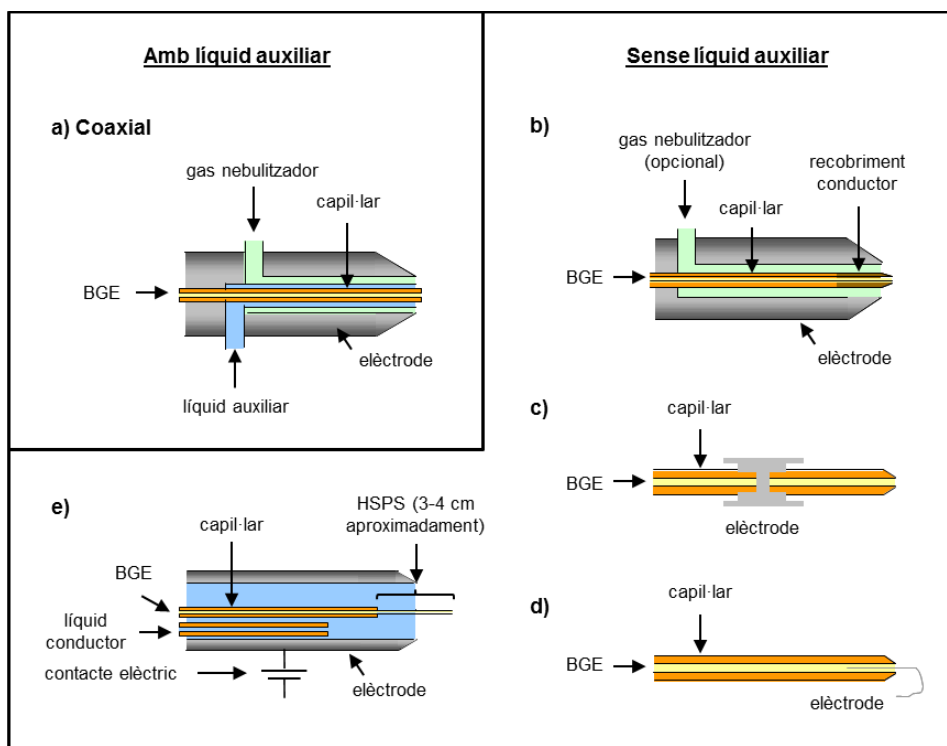 Amb líquid auxiliar
a) Coaxial
gas nebulitzador
capil·lar
BGE
elèctrode
líquid auxiliar
Sense líquid auxiliar
b)
gas nebulitzador
(opcional)
recobriment
conductor
capil·lar
BGE
elèctrode
c)
capil·lar
BGE
elèctrode
d)
capil·lar
BGE
elèctrode
e)
HSPS (3-4 cm
aproximadament)
capil·lar
BGE
líquid
conductor
contacte elèctric
elèctrode